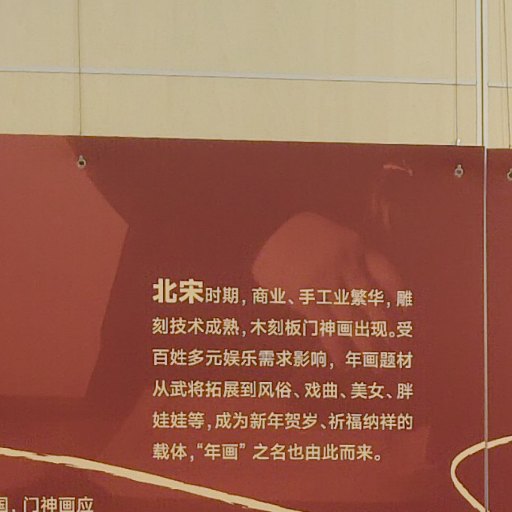 北宋时期，商业、手工业繁华，雕
刻技术成熟，木刻板门神画出现。受
百姓多元娱乐需求影响，年画题材
从武将拓展到风俗、戏曲、美女、胖
娃娃等，成为新年贺岁、祈福纳祥的
载体，“年画”之名也由此而来。
国，门神画应